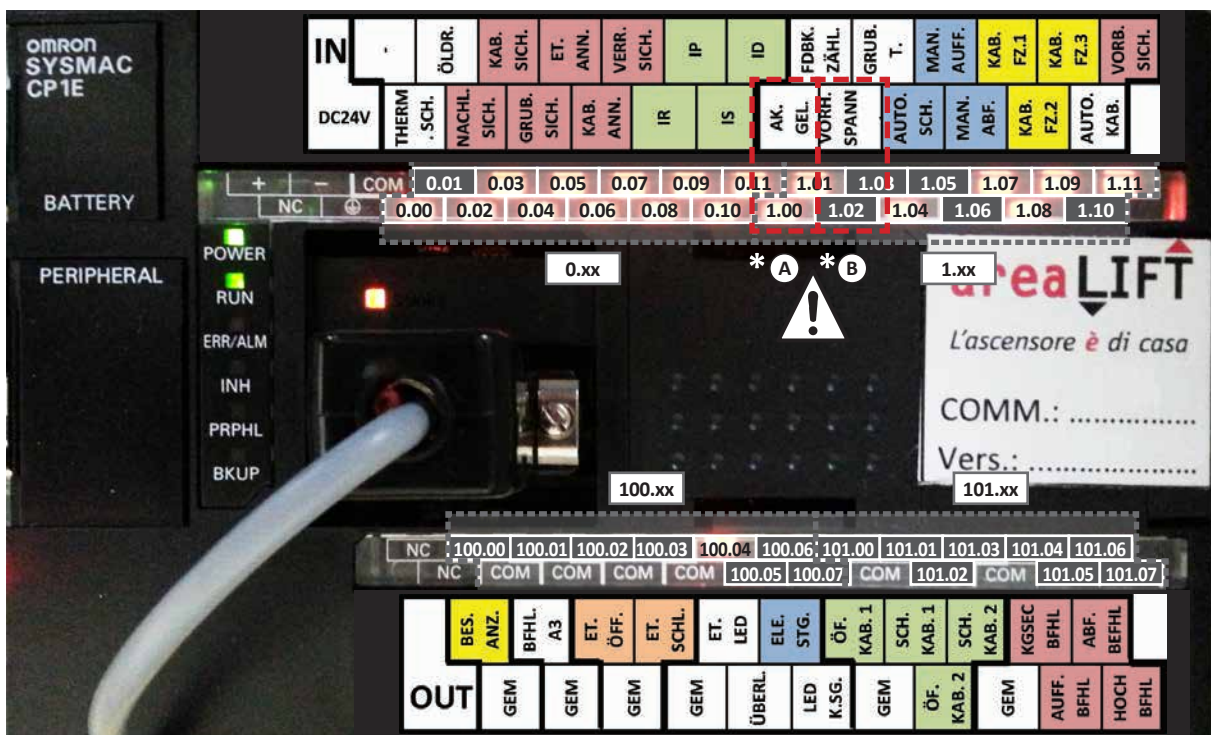 omron
SYSMAC
CP1E
BATTERY
PERIPHERAL
IN
-
ÖLDR.
KAB. SICH.
ET. ANN.
VERR. SICH.
IP
ID
FDBK. ZÄHL.
GRUB. T.
MAN. AUFF.
KAB. FZ.1
KAB. FZ.3
VORB. SICH.
DC24V
THERM . SCH.
NACHL. SICH.
GRUB. SICH.
KAB. ANN.
IR
IS
AK. GEL.
VORH. SPANN
AUTO. SCH.
MAN. ABF.
KAB. FZ.2
AUTO. KAB.
+ - COM 0.01 0.03 0.05 0.07 0.09 0.11 1.01 1.03 1.05 1.07 1.09 1.11
NC 0.00 0.02 0.04 0.06 0.08 0.10 1.00 1.02 1.04 1.06 1.08 1.10
0.xx
* A * B
1.xx
!
POWER
RUN
ERR/ALM
INH
PRPHL
BKUP
area LIFT
L'ascensore è di casa
COMM.: ...............
Vers.: .....................
100.xx
101.xx
NC 100.00 100.01 100.02 100.03 100.04 100.06 101.00 101.01 101.03 101.04 101.06
NC COM COM COM COM 100.05 100.07 COM 101.02 COM 101.05 101.07
BES. ANZ.
BFHL. A3
ET. ÖFF.
ET. SCHL.
ET. LED
ELE. STG.
ÖF. KAB. 1
SCH. KAB. 1
SCH. KAB. 2
KGSEC BFHL
ABF. BEFHL
OUT
GEM
GEM
GEM
GEM
ÜBERL.
LED K.SG.
GEM
ÖF. KAB. 2
GEM
AUFF. BFHL
HOCH BFHL